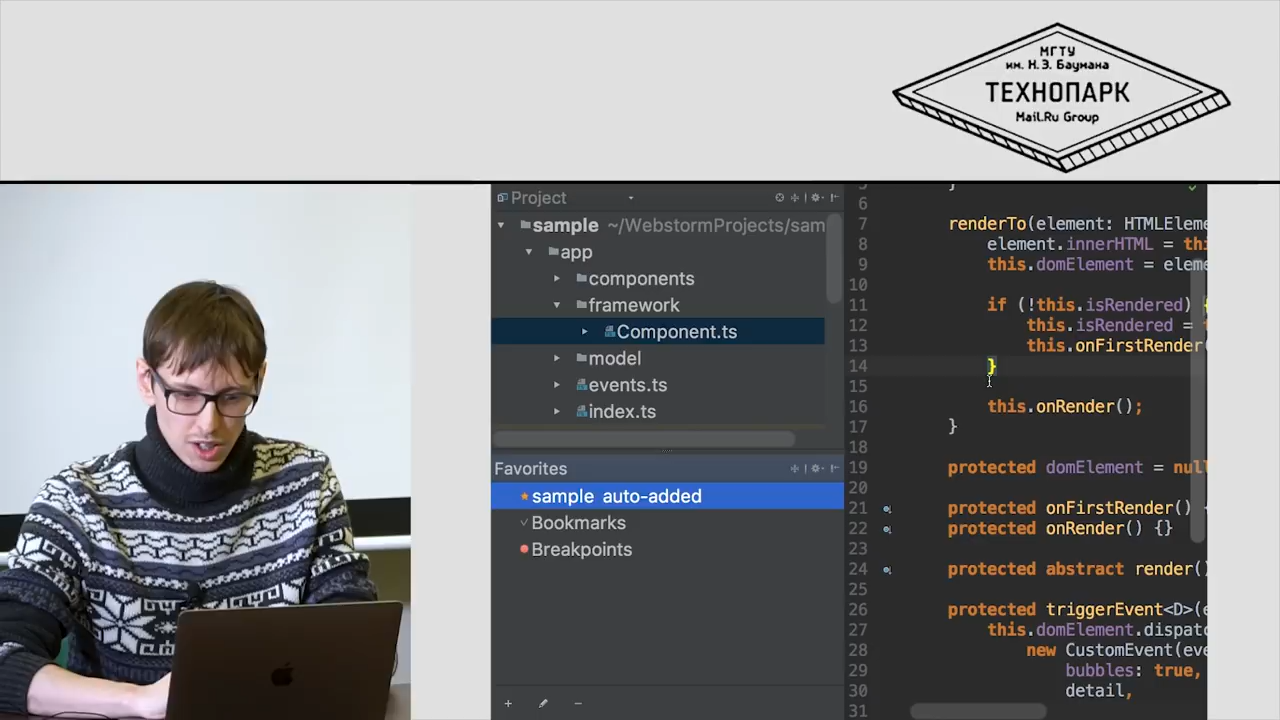 МГТУ
им. Н.Э. Баумана
ТЕХНОПАРК
Mail.Ru Group
Project
sample ~/WebstormProjects/sam
app
components
framework
Component.ts
model
events.ts
index.ts
Favorites
sample auto-added
Bookmarks
Breakpoints
5 }
6
7 renderTo(element: HTMLEleme
8 element.innerHTML = thi
9 this.domElement = eleme
10
11 if (!this.isRendered) {
12 this.isRendered = t
13 this.onFirstRender(
14 }
15
16 this.onRender();
17 }
18
19 protected domElement = null
20
21 protected onFirstRender() {
22 protected onRender() {}
23
24 protected abstract render()
25
26 protected triggerEvent<D>(e
27 this.domElement.dispatc
28 new CustomEvent(eve
29 bubbles: true,
30 detail,
31